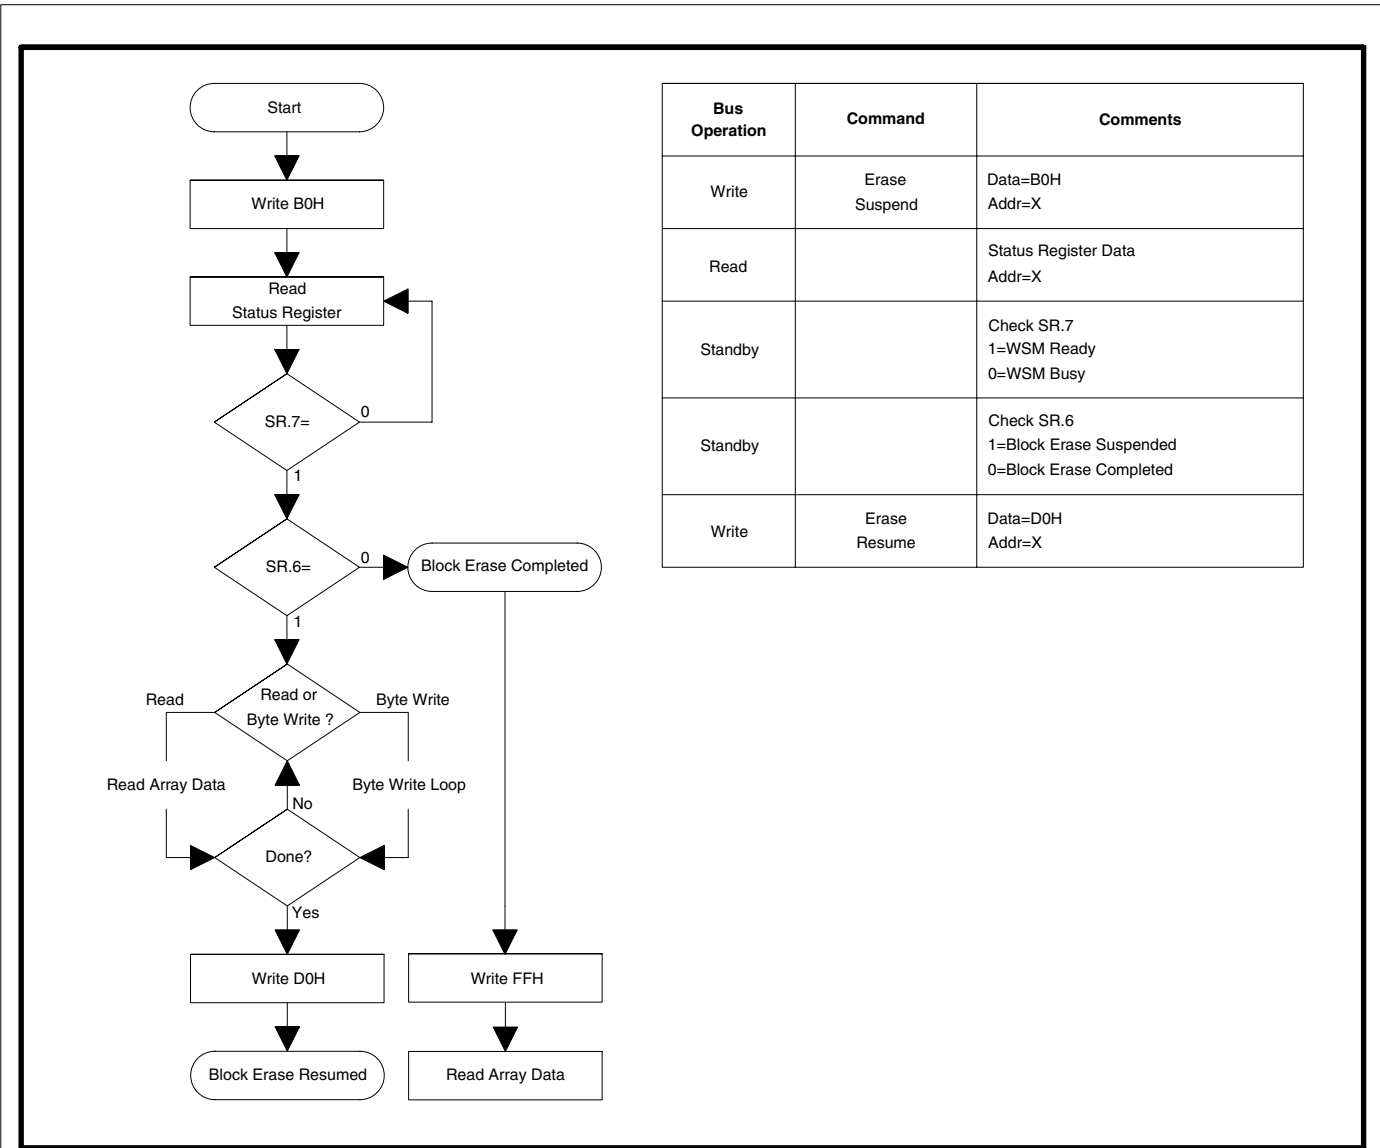 Start
Write B0H
Read
Status Register
SR.7=
0
1
SR.6=
0
Block Erase Completed
1
Read or
Byte Write ?
Read
Byte Write
Read Array Data
Byte Write Loop
No
Done?
Yes
Write D0H
Write FFH
Block Erase Resumed
Read Array Data
Bus
Operation
Command
Comments
Write
Erase
Suspend
Data=B0H
Addr=X
Read
Status Register Data
Addr=X
Standby
Check SR.7
1=WSM Ready
0=WSM Busy
Standby
Check SR.6
1=Block Erase Suspended
0=Block Erase Completed
Write
Erase
Resume
Data=D0H
Addr=X